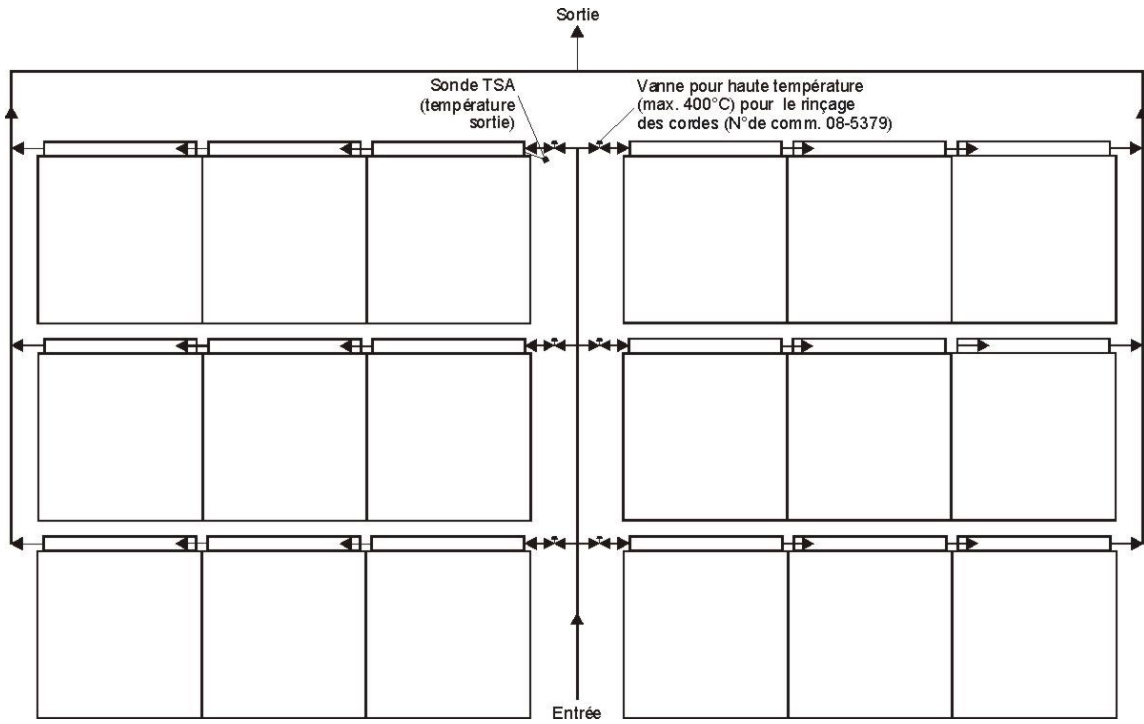 Sortie
Sonde TSA
(température
sortie)
Vanne pour haute température
(max. 400°C) pour le rinçage
des cordes (N°de comm. 08-5379)
Entrée